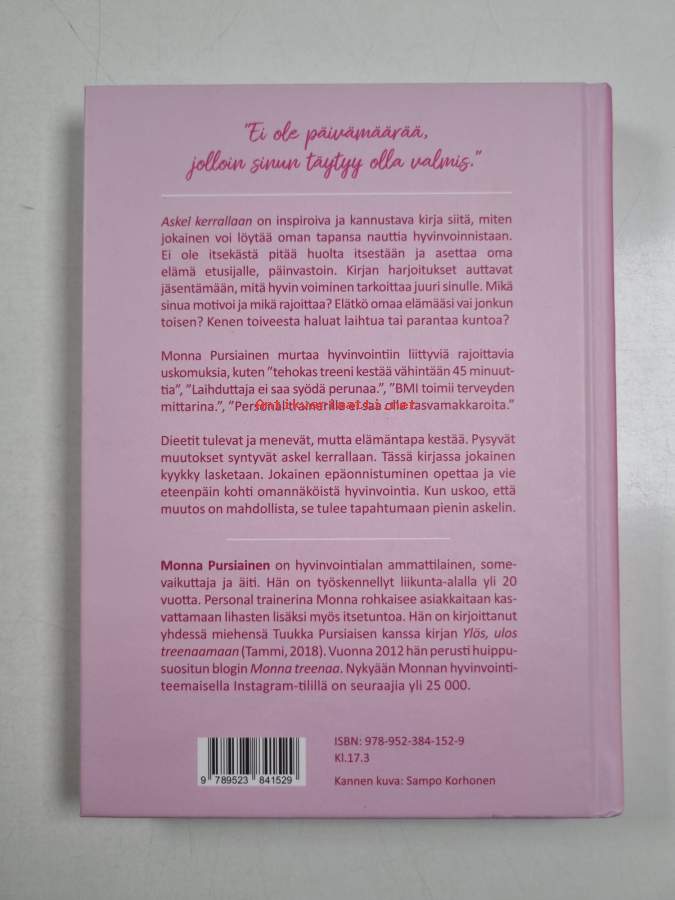 "Ei ole päivämäärää,
jolloin sinun täytyy olla valmis."
Askel kerrallaan on inspiroiva ja kannustava kirja siitä, miten
jokainen voi löytää oman tapansa nauttia hyvinvoinnistaan.
Ei ole itsekästä pitää huolta itsestään ja asettaa oma
elämä etusijalle, päinvastoin. Kirjan harjoitukset auttavat
jäsentämään, mitä hyvin voiminen tarkoittaa juuri sinulle. Mikä
sinua motivoi ja mikä rajoittaa? Elätkö omaa elämääsi vai jonkun
toisen? Kenen toiveesta haluat laihtua tai parantaa kuntoa?
Monna Pursiainen murtaa hyvinvointiin liittyviä rajoittavia
uskomuksia, kuten "tehokas treeni kestää vähintään 45 minuut-
tia", "Laihduttaja ei saa syödä perunaa.", "BMI toimii terveyden
mittarina.", "Personal trainerilla ei saa olla rasvamakkaroita."
Antikvariaatti.net
Dieetit tulevat ja menevät, mutta elämäntapa kestää. Pysyvät
muutokset syntyvät askel kerrallaan. Tässä kirjassa jokainen
kyykky lasketaan. Jokainen epäonnistuminen opettaa ja vie
eteenpäin kohti omannäköistä hyvinvointia. Kun uskoo, että
muutos on mahdollista, se tulee tapahtumaan pienin askelin.
Monna Pursiainen on hyvinvointialan ammattilainen, some-
vaikuttaja ja äiti. Hän on työskennellyt liikunta-alalla yli 20
vuotta. Personal trainerina Monna rohkaisee asiakkaitaan kas-
vattamaan lihasten lisäksi myös itsetuntoa. Hän on kirjoittanut
yhdessä miehensä Tuukka Pursiaisen kanssa kirjan Ylös, ulos
treenaamaan (Tammi, 2018). Vuonna 2012 hän perusti huippu-
suositun blogin Monna treenaa. Nykyään Monnan hyvinvointi-
teemaisella Instagram-tilillä on seuraajia yli 25 000.
ISBN: 978-952-384-152-9
Kl.17.3
Kannen kuva: Sampo Korhonen
9 789523 841529